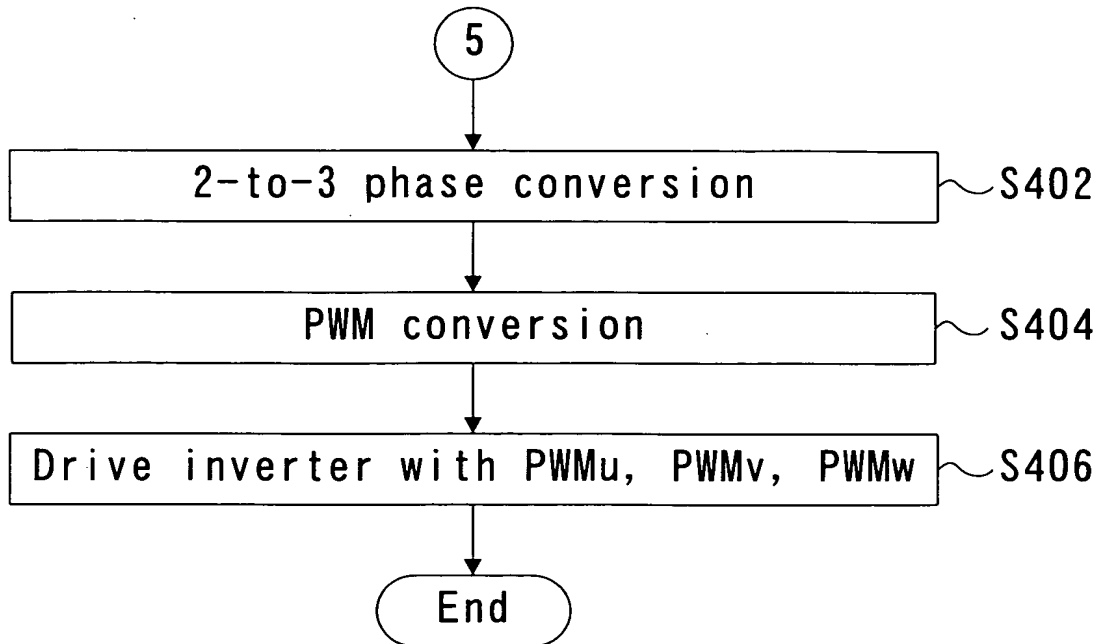 5
2-to-3 phase conversion
S402
PWM conversion
S404
Drive inverter with PWMu, PWMv, PWMw
S406
End